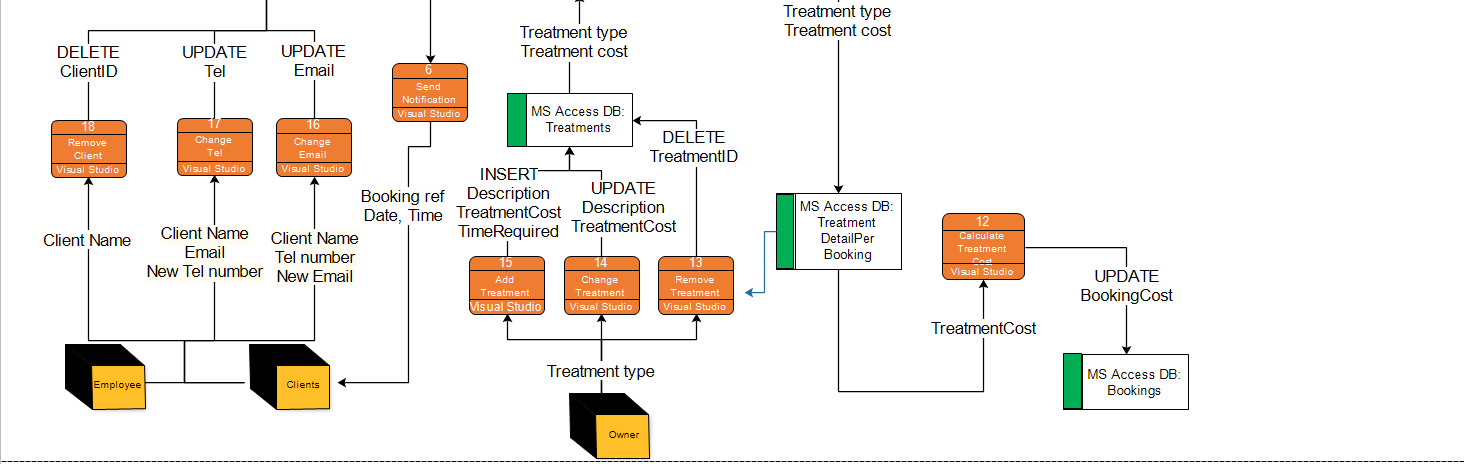 Treatment type
Treatment cost
Treatment type
Treatment cost
DELETE
ClientID
UPDATE
Tel
UPDATE
Email
6
Send
Notification
Visual Studio
MS Access DB:
Treatments
18
Remove
Client
Visual Studio
17
Change
Tel
Visual Studio
16
Change
Email
Visual Studio
DELETE
TreatmentID
INSERT
Description
TreatmentCost
TimeRequired
UPDATE
Description
TreatmentCost
Booking ref
Date, Time
MS Access DB:
Treatment
DetailPer
Booking
12
Calculate
Treatment
Cost
Visual Studio
Client Name
Client Name
Email
New Tel number
Client Name
Tel number
New Email
15
Add
Treatment
Visual Studio
14
Change
Treatment
Visual Studio
13
Remove
Treatment
Visual Studio
UPDATE
BookingCost
TreatmentCost
Employee
Clients
Treatment type
MS Access DB:
Bookings
Owner